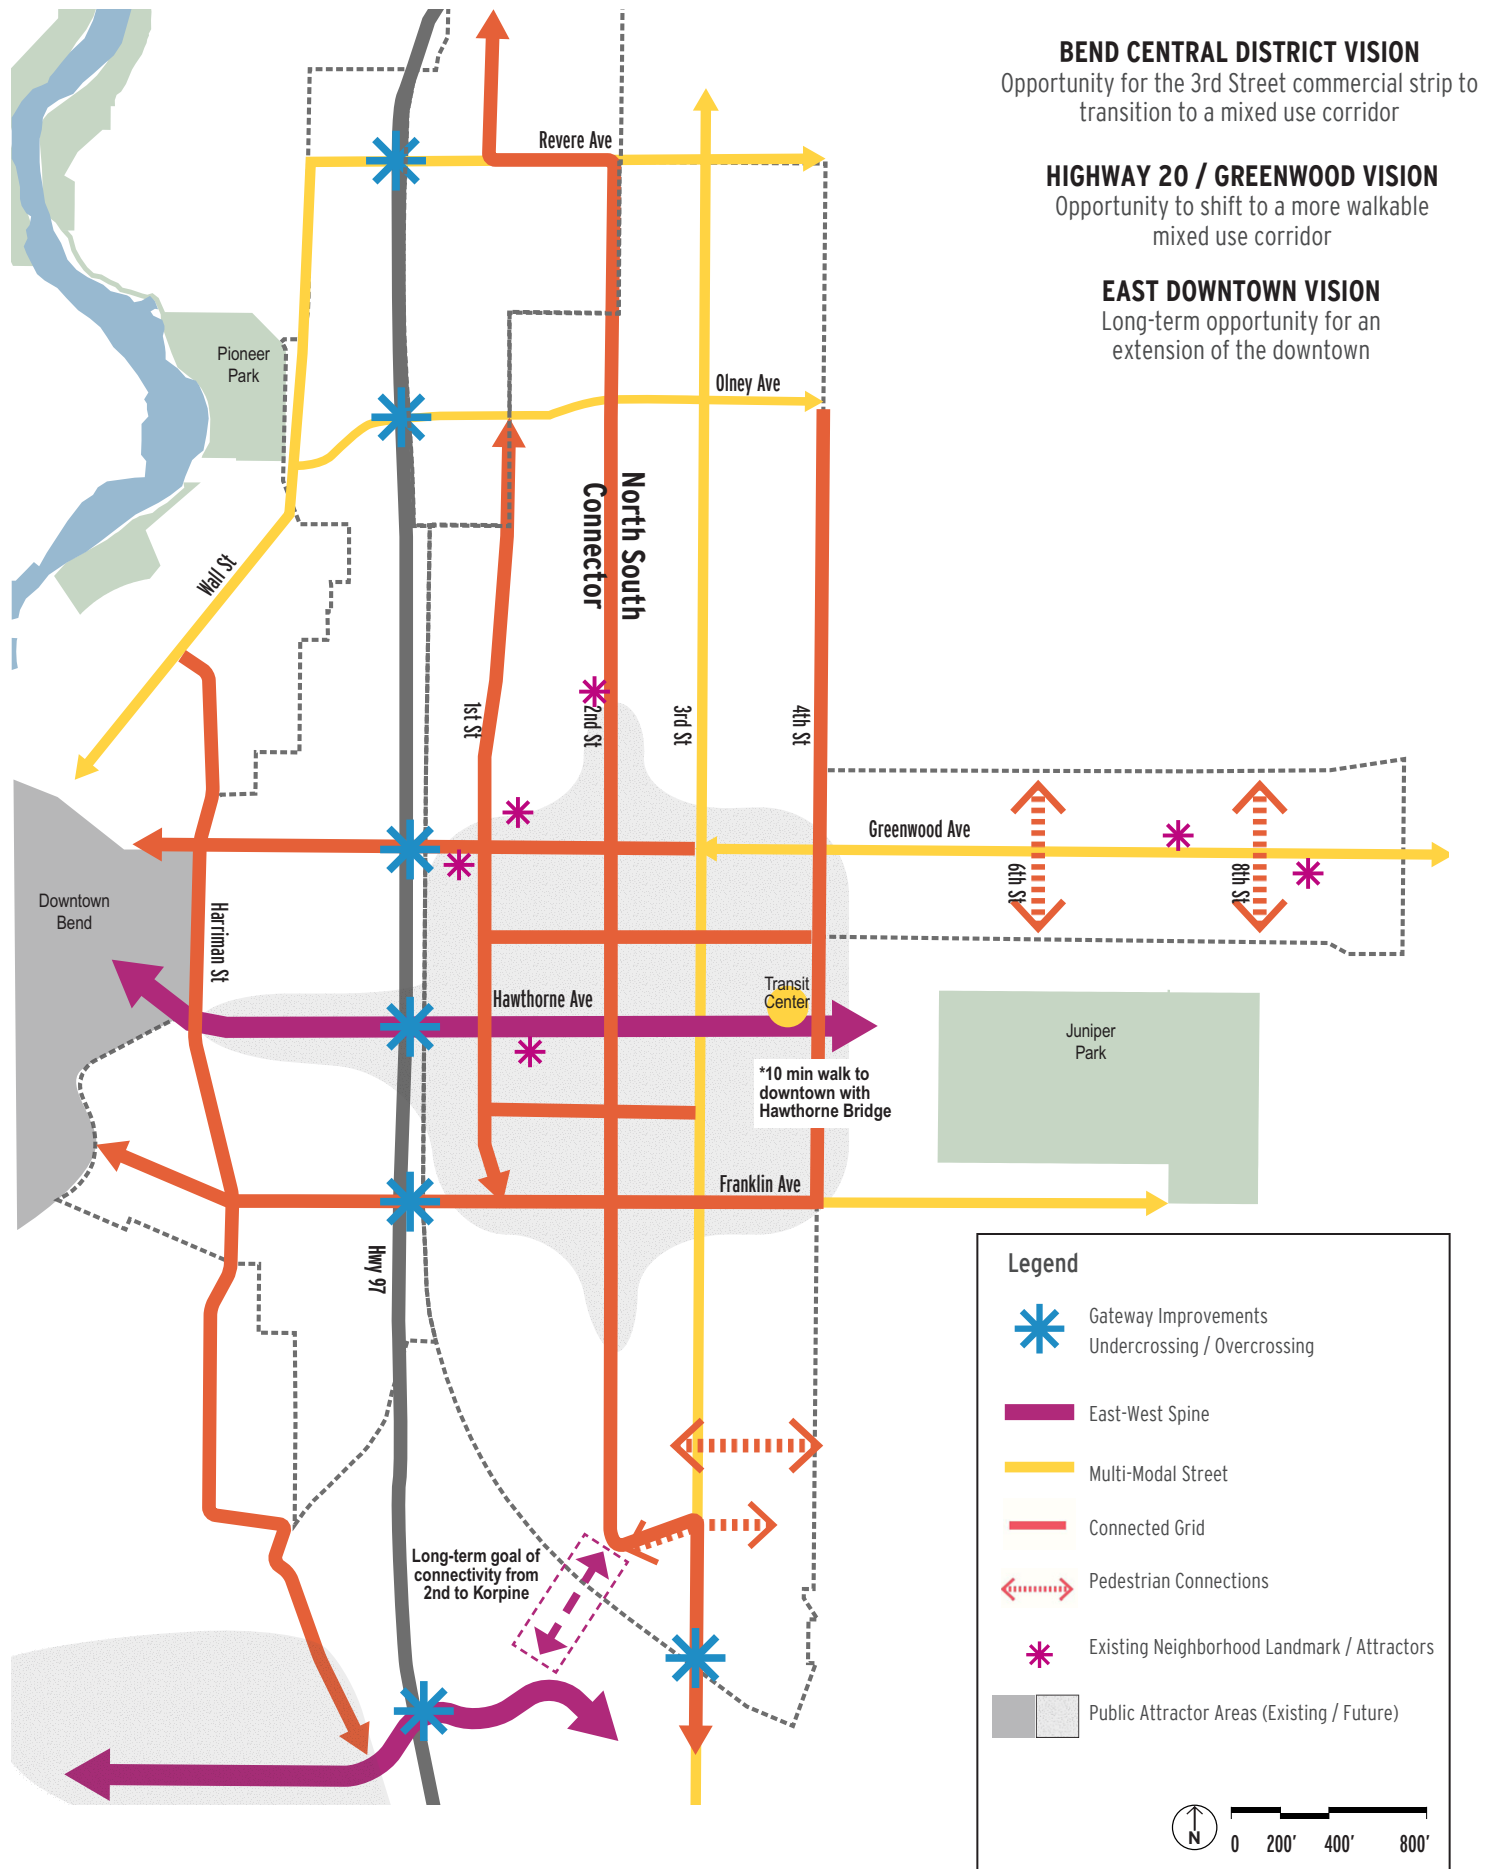 BEND CENTRAL DISTRICT VISION
Opportunity for the 3rd Street commercial strip to
transition to a mixed use corridor
HIGHWAY 20 / GREENWOOD VISION
Opportunity to shift to a more walkable
mixed use corridor
EAST DOWNTOWN VISION
Long-term opportunity for an
extension of the downtown
Revere Ave
Pioneer
Park
Olney Ave
North South
Connector
Wall St
1st St
2nd St
3rd St
4th St
Greenwood Ave
6th St
8th St
Downtown
Bend
Harriman St
Hawthorne Ave
Transit
Center
Juniper
Park
*10 min walk to
downtown with
Hawthorne Bridge
Franklin Ave
Hwy 97
Long-term goal of
connectivity from
2nd to Korpine
Legend
Gateway Improvements
Undercrossing / Overcrossing
East-West Spine
Multi-Modal Street
Connected Grid
Pedestrian Connections
Existing Neighborhood Landmark / Attractors
Public Attractor Areas (Existing / Future)
N
0 200' 400' 800'